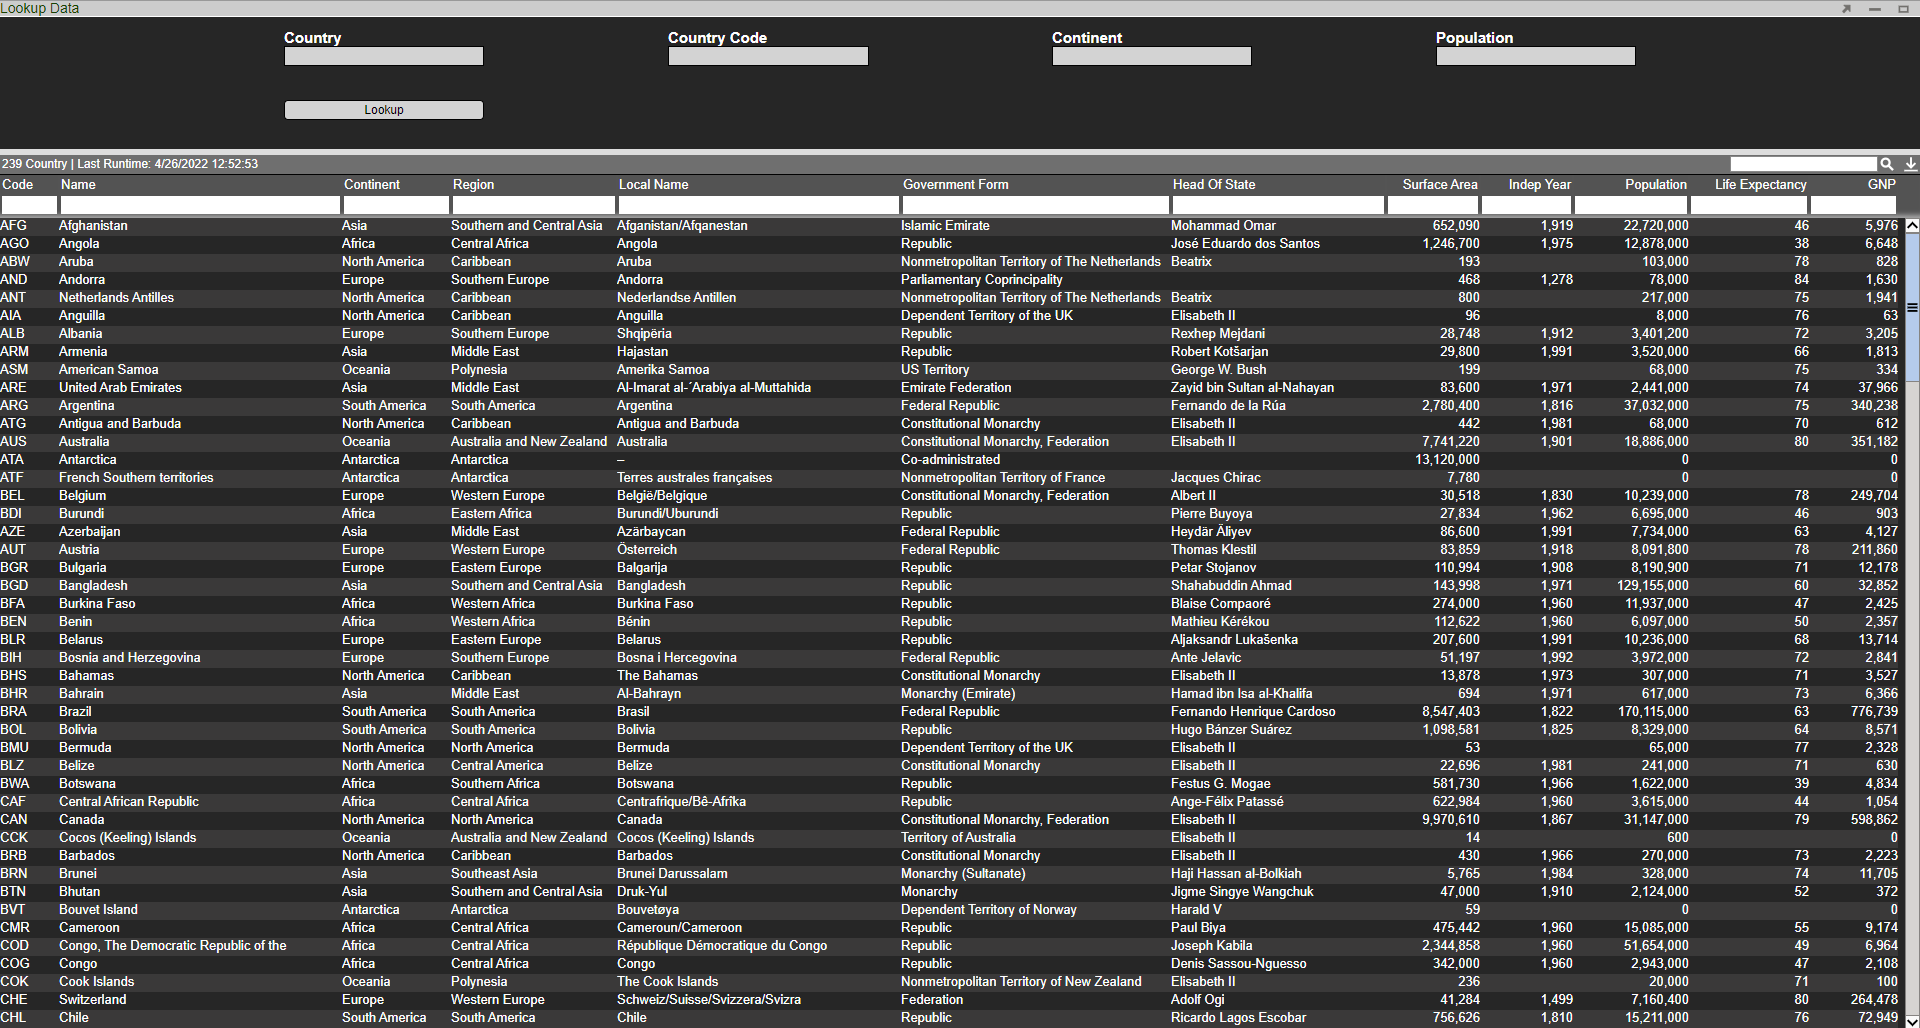 Lookup Data
Country Country Code Continent Population
Lookup
239 Country | Last Runtime: 4/26/2022 12:52:53
Code Name Continent Region Local Name Government Form Head Of State Surface Area Indep Year Population Life Expectancy GNP
AFG Afghanistan Asia Southern and Central Asia Afganistan/Afqanestan Islamic Emirate Mohammad Omar 652,090 1,919 22,720,000 46 5,976
AGO Angola Africa Central Africa Angola Republic José Eduardo dos Santos 1,246,700 1,975 12,878,000 38 6,648
ABW Aruba North America Caribbean Aruba Nonmetropolitan Territory of The Netherlands Beatrix 193 103,000 78 828
AND Andorra Europe Southern Europe Andorra Parliamentary Coprincipality 468 1,278 78,000 84 1,630
ANT Netherlands Antilles North America Caribbean Nederlandse Antillen Nonmetropolitan Territory of The Netherlands Beatrix 800 217,000 75 1,941
AIA Anguilla North America Caribbean Anguilla Dependent Territory of the UK Elisabeth II 96 8,000 76 63
ALB Albania Europe Southern Europe Shqipëria Republic Rexhep Mejdani 28,748 1,912 3,401,200 72 3,205
ARM Armenia Asia Middle East Hajastan Republic Robert Kotšarjan 29,800 1,991 3,520,000 66 1,813
ASM American Samoa Oceania Polynesia Amerika Samoa US Territory George W. Bush 199 68,000 75 334
ARE United Arab Emirates Asia Middle East Al-Imarat al-´Arabiya al-Muttahida Emirate Federation Zayid bin Sultan al-Nahayan 83,600 1,971 2,441,000 74 37,966
ARG Argentina South America South America Argentina Federal Republic Fernando de la Rúa 2,780,400 1,816 37,032,000 75 340,238
ATG Antigua and Barbuda North America Caribbean Antigua and Barbuda Constitutional Monarchy Elisabeth II 442 1,981 68,000 70 612
AUS Australia Oceania Australia and New Zealand Australia Constitutional Monarchy, Federation Elisabeth II 7,741,220 1,901 18,886,000 80 351,182
ATA Antarctica Antarctica Antarctica – Co-administrated 13,120,000 0 0
ATF French Southern territories Antarctica Antarctica Terres australes françaises Nonmetropolitan Territory of France Jacques Chirac 7,780 0 0
BEL Belgium Europe Western Europe België/Belgique Constitutional Monarchy, Federation Albert II 30,518 1,830 10,239,000 78 249,704
BDI Burundi Africa Eastern Africa Burundi/Uburundi Republic Pierre Buyoya 27,834 1,962 6,695,000 46 903
AZE Azerbaijan Asia Middle East Azärbaycan Federal Republic Heydär Äliyev 86,600 1,991 7,734,000 63 4,127
AUT Austria Europe Western Europe Österreich Federal Republic Thomas Klestil 83,859 1,918 8,091,800 78 211,860
BGR Bulgaria Europe Eastern Europe Balgarija Republic Petar Stojanov 110,994 1,908 8,190,900 71 12,178
BGD Bangladesh Asia Southern and Central Asia Bangladesh Republic Shahabuddin Ahmad 143,998 1,971 129,155,000 60 32,852
BFA Burkina Faso Africa Western Africa Burkina Faso Republic Blaise Compaoré 274,000 1,960 11,937,000 47 2,425
BEN Benin Africa Western Africa Bénin Republic Mathieu Kérékou 112,622 1,960 6,097,000 50 2,357
BLR Belarus Europe Eastern Europe Belarus Republic Aljaksandr Lukašenka 207,600 1,991 10,236,000 68 13,714
BIH Bosnia and Herzegovina Europe Southern Europe Bosna i Hercegovina Federal Republic Ante Jelavic 51,197 1,992 3,972,000 72 2,841
BHS Bahamas North America Caribbean The Bahamas Constitutional Monarchy Elisabeth II 13,878 1,973 307,000 71 3,527
BHR Bahrain Asia Middle East Al-Bahrayn Monarchy (Emirate) Hamad ibn Isa al-Khalifa 694 1,971 617,000 73 6,366
BRA Brazil South America South America Brasil Federal Republic Fernando Henrique Cardoso 8,547,403 1,822 170,115,000 63 776,739
BOL Bolivia South America South America Bolivia Republic Hugo Bánzer Suárez 1,098,581 1,825 8,329,000 64 8,571
BMU Bermuda North America North America Bermuda Dependent Territory of the UK Elisabeth II 53 65,000 77 2,328
BLZ Belize North America Central America Belize Constitutional Monarchy Elisabeth II 22,696 1,981 241,000 71 630
BWA Botswana Africa Southern Africa Botswana Republic Festus G. Mogae 581,730 1,966 1,622,000 39 4,834
CAF Central African Republic Africa Central Africa Centrafrique/Bê-Afrîka Republic Ange-Félix Patassé 622,984 1,960 3,615,000 44 1,054
CAN Canada North America North America Canada Constitutional Monarchy, Federation Elisabeth II 9,970,610 1,867 31,147,000 79 598,862
CCK Cocos (Keeling) Islands Oceania Australia and New Zealand Cocos (Keeling) Islands Territory of Australia Elisabeth II 14 600 0
BRB Barbados North America Caribbean Barbados Constitutional Monarchy Elisabeth II 430 1,966 270,000 73 2,223
BRN Brunei Asia Southeast Asia Brunei Darussalam Monarchy (Sultanate) Haji Hassan al-Bolkiah 5,765 1,984 328,000 74 11,705
BTN Bhutan Asia Southern and Central Asia Druk-Yul Monarchy Jigme Singye Wangchuk 47,000 1,910 2,124,000 52 372
BVT Bouvet Island Antarctica Antarctica Bouvetøya Dependent Territory of Norway Harald V 59 0 0
CMR Cameroon Africa Central Africa Cameroun/Cameroon Republic Paul Biya 475,442 1,960 15,085,000 55 9,174
COD Congo, The Democratic Republic of the Africa Central Africa République Démocratique du Congo Republic Joseph Kabila 2,344,858 1,960 51,654,000 49 6,964
COG Congo Africa Central Africa Congo Republic Denis Sassou-Nguesso 342,000 1,960 2,943,000 47 2,108
COK Cook Islands Oceania Polynesia The Cook Islands Nonmetropolitan Territory of New Zealand Elisabeth II 236 20,000 71 100
CHE Switzerland Europe Western Europe Schweiz/Suisse/Svizzera/Svizra Federation Adolf Ogi 41,284 1,499 7,160,400 80 264,478
CHL Chile South America South America Chile Republic Ricardo Lagos Escobar 756,626 1,810 15,211,000 76 72,949